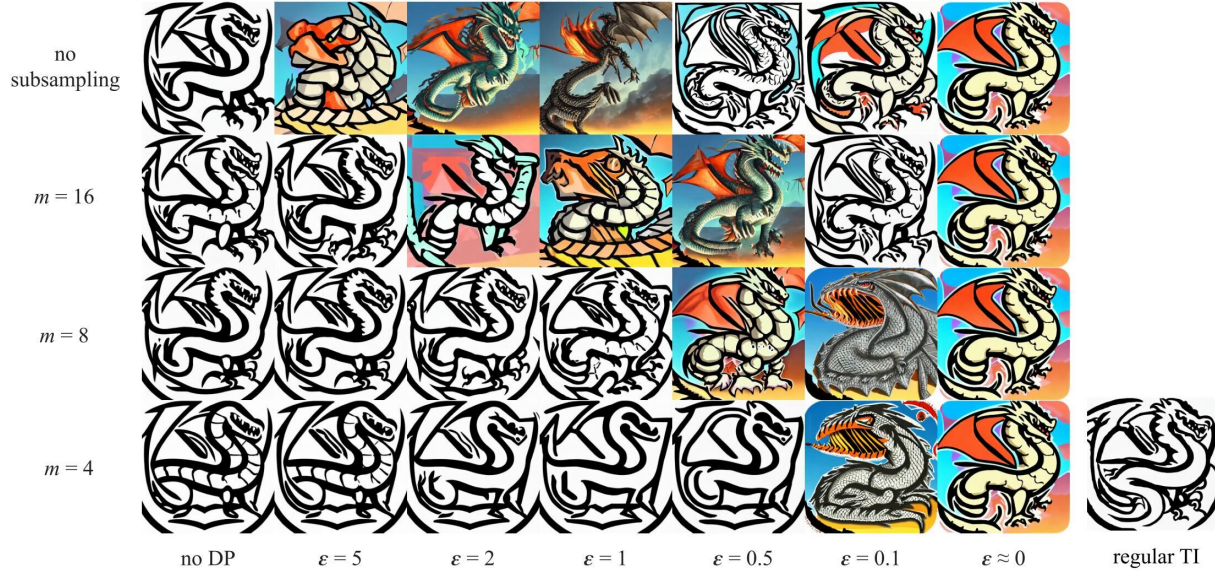 no
subsampling
m = 16
m = 8
m = 4
no DP
ε = 5
ε = 2
ε = 1
ε = 0.5
ε = 0.1
ε ≈ 0
regular TI